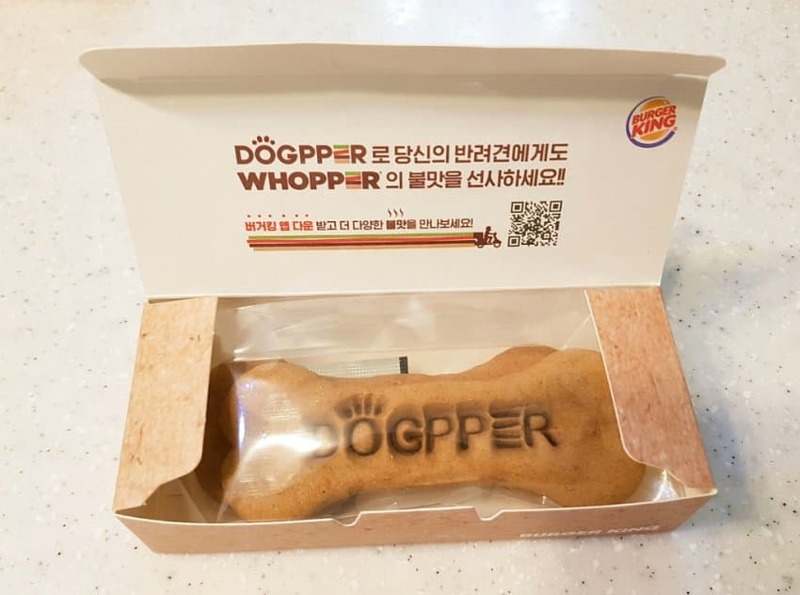 DOGPPER 로 당신의 반려견에게도
WHOPPER 의 불맛을 선사하세요!!
BURGER
KING
버거킹 앱 다운 받고 더 다양한 불맛을 만나보세요!
DOGPPER
BURGER KING